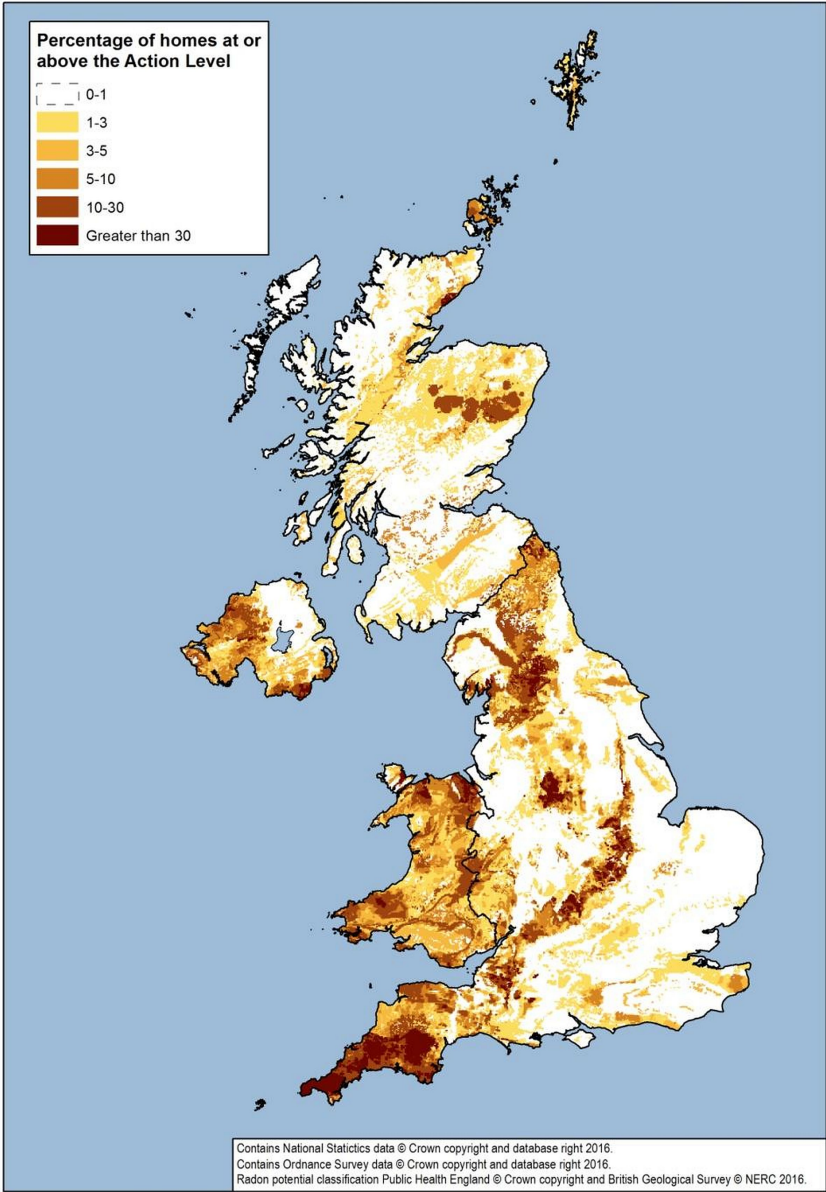 Percentage of homes at or
above the Action Level
0-1
1-3
3-5
5-10
10-30
Greater than 30
Contains National Statictics data © Crown copyright and database right 2016.
Contains Ordnance Survey data © Crown copyright and database right 2016.
Radon potential classification Public Health England © Crown copyright and British Geological Survey © NERC 2016.